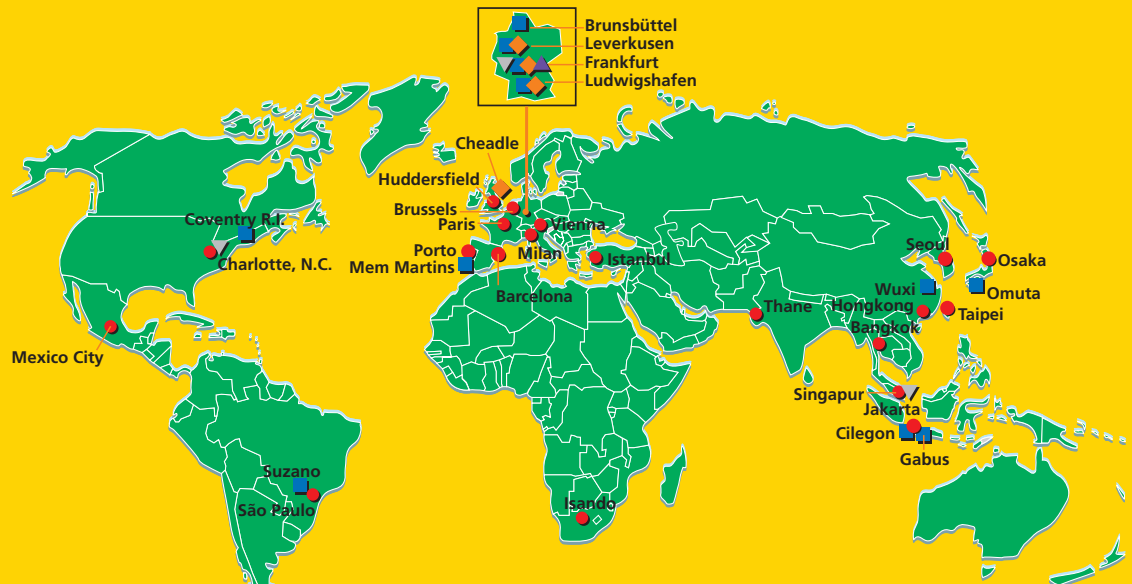 Brunsbüttel
Leverkusen
Frankfurt
Ludwigshafen
Cheadle
Huddersfield
Brussels
Paris
Vienna
Coventry R.I.
Charlotte, N.C.
Porto
Milan
Istanbul
Mem Martins
Barcelona
Seoul
Osaka
Wuxi
Omuta
Hongkong
Thane
Taipei
Bangkok
Mexico City
Singapur
Jakarta
Cilegon
Gabus
Suzano
São Paulo
Isando